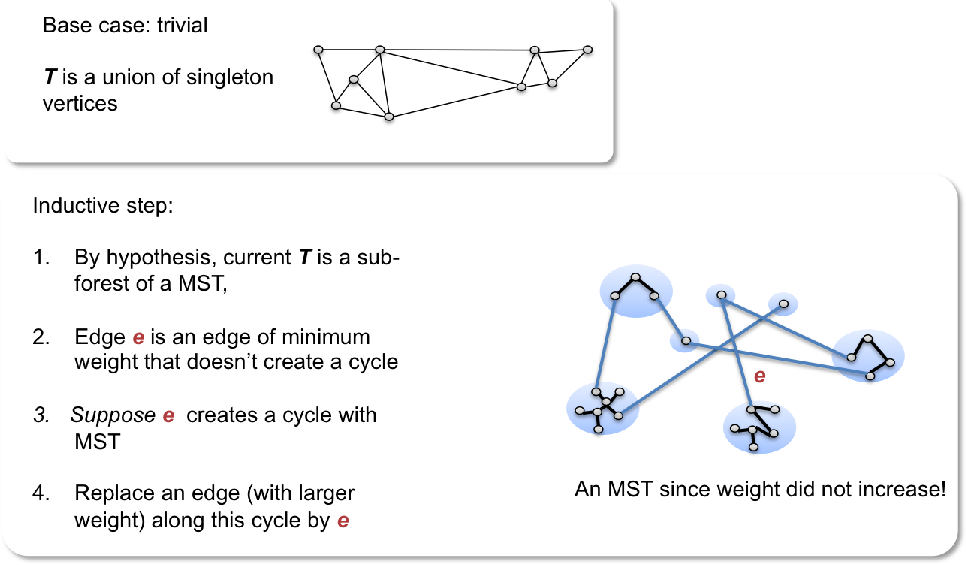 Base case: trivial
T is a union of singleton
vertices
Inductive step:
1. By hypothesis, current T is a sub-
forest of a MST,
2. Edge e is an edge of minimum
weight that doesn’t create a cycle
3. Suppose e creates a cycle with
MST
4. Replace an edge (with larger
weight) along this cycle by e
e
An MST since weight did not increase!